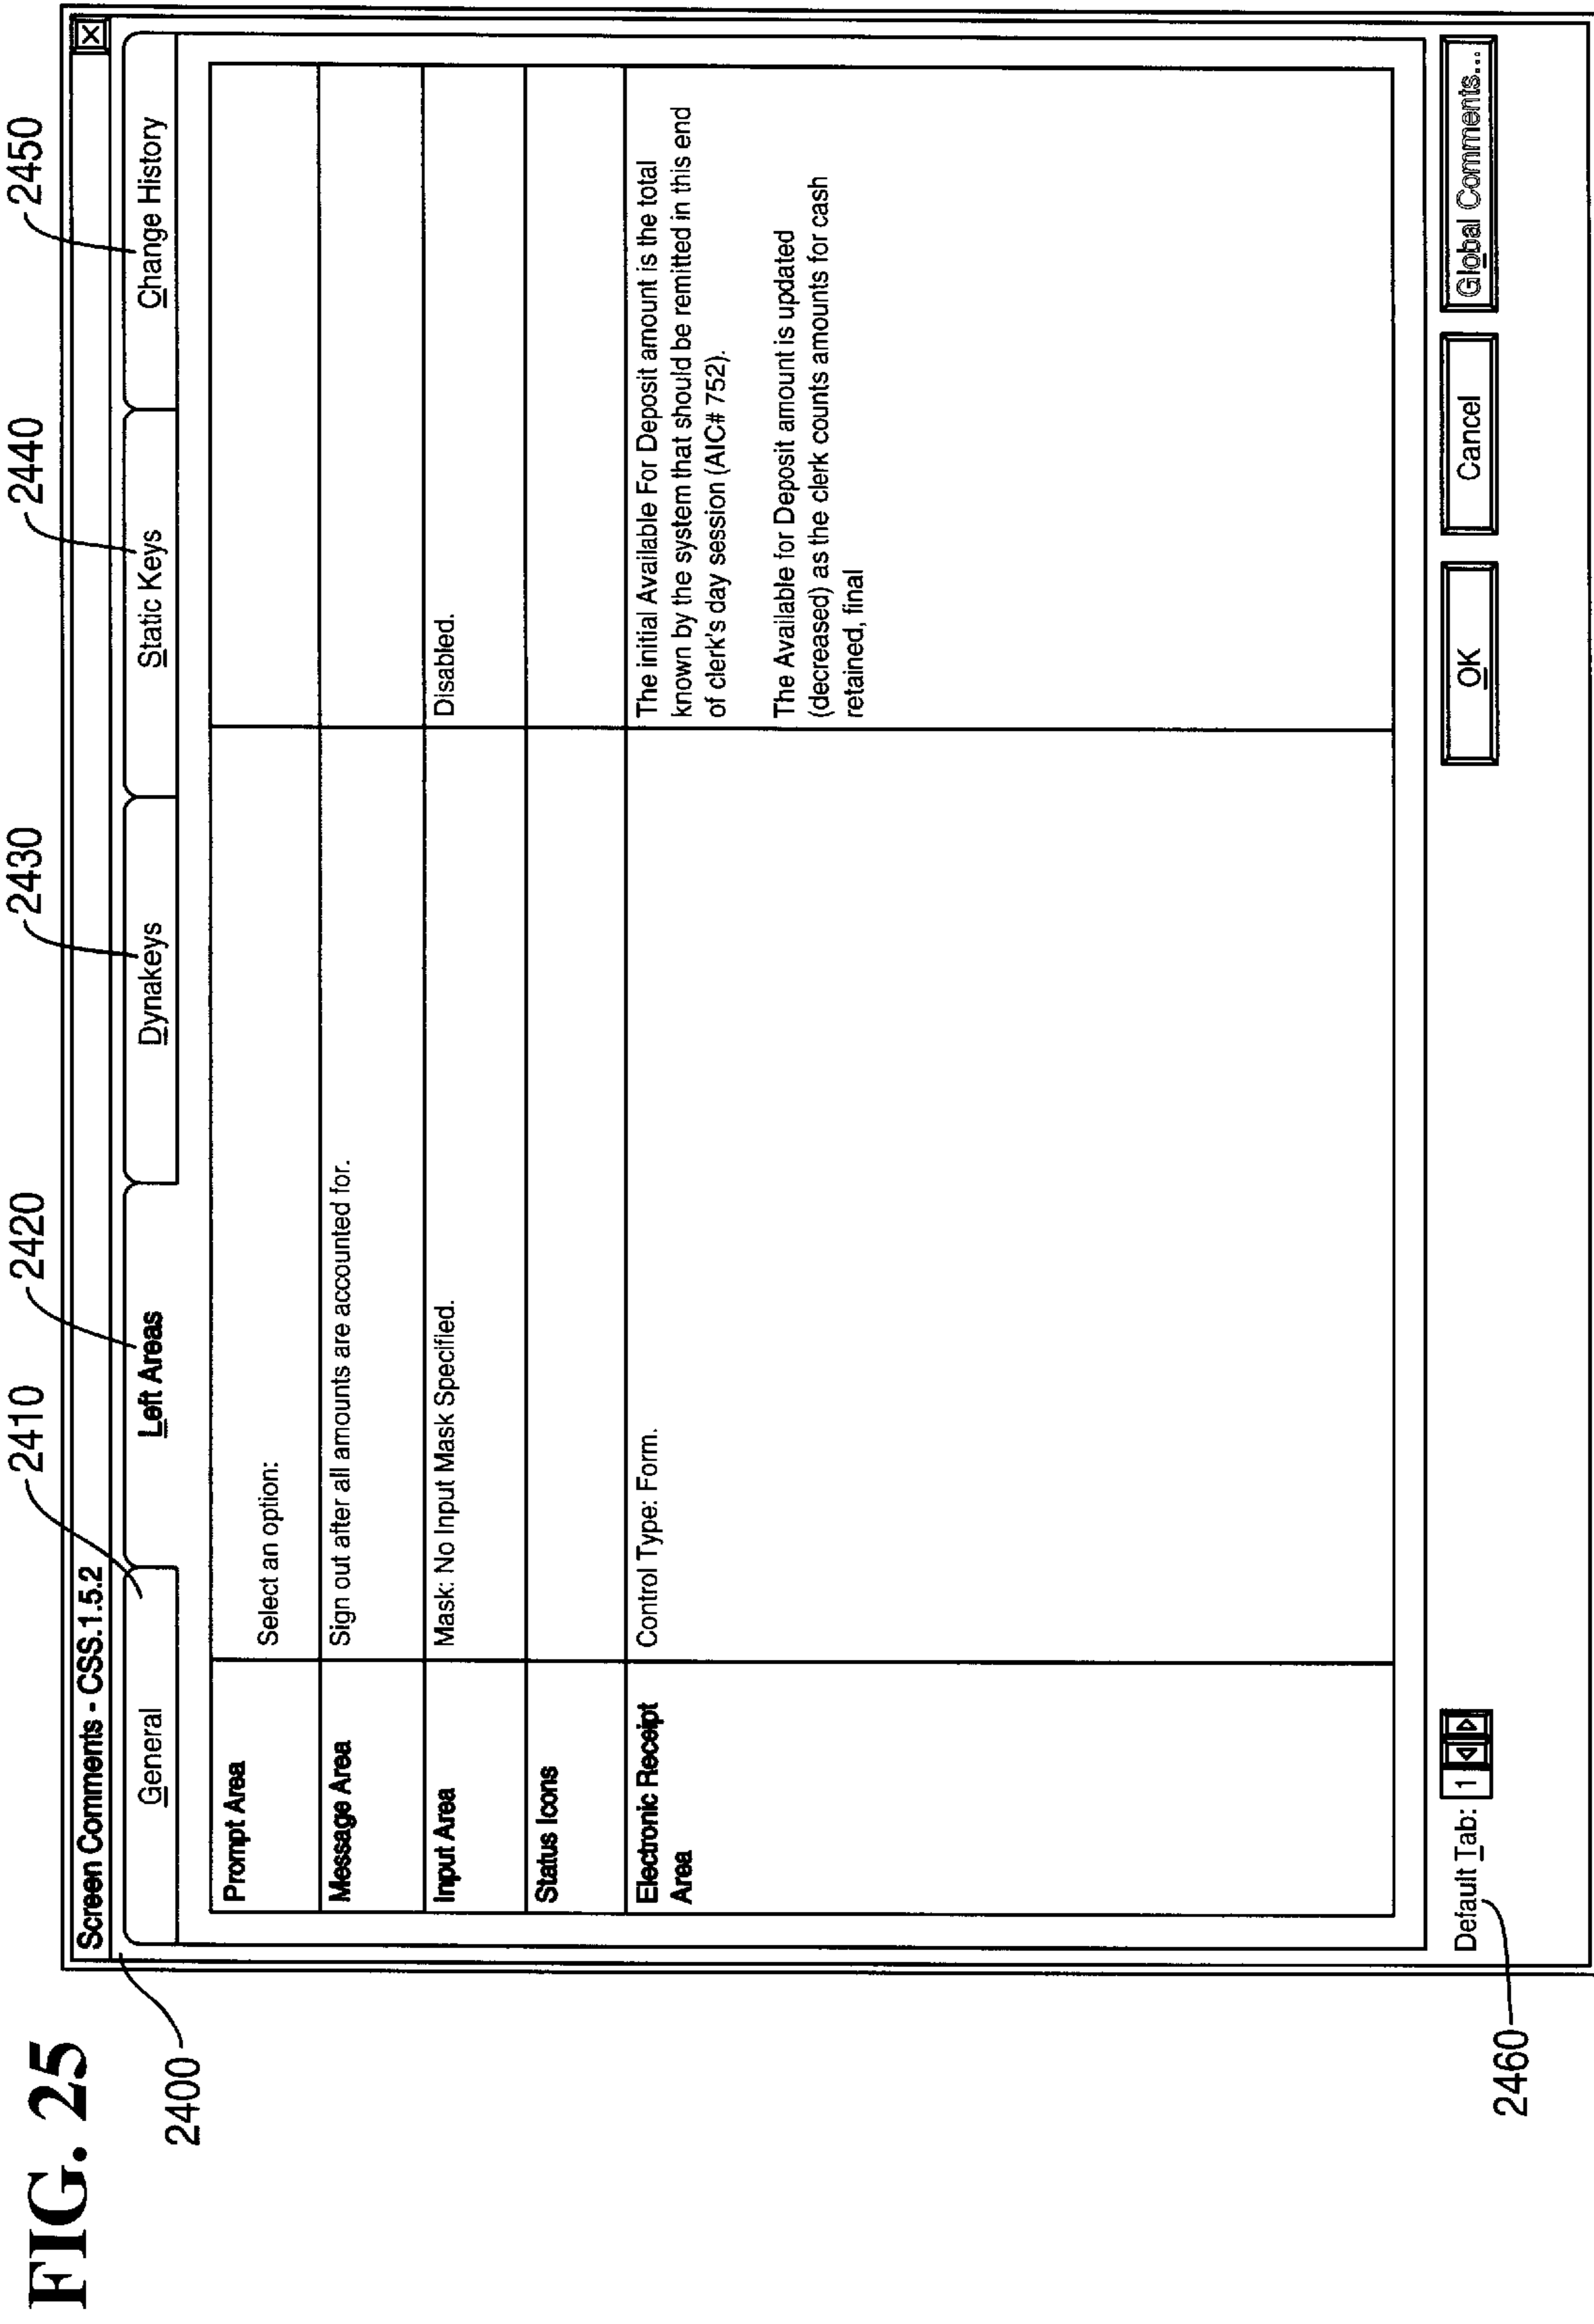 FIG. 25
2400
2410
2420
2430
2440
2450
Screen Comments - CSS.1.5.2
General
Left Areas
Dynakeys
Static Keys
Change History
Prompt Area
Select an option:
Message Area
Sign out after all amounts are accounted for.
Input Area
Mask: No Input Mask Specified.
Disabled.
Status Icons
Electronic Receipt
Area
Control Type: Form.
The initial Available For Deposit amount is the total
known by the system that should be remitted in this end
of clerk's day session (AIC# 752).
The Available for Deposit amount is updated
(decreased) as the clerk counts amounts for cash
retained, final
Default Tab: 1
OK
Cancel
Global Comments...
2460